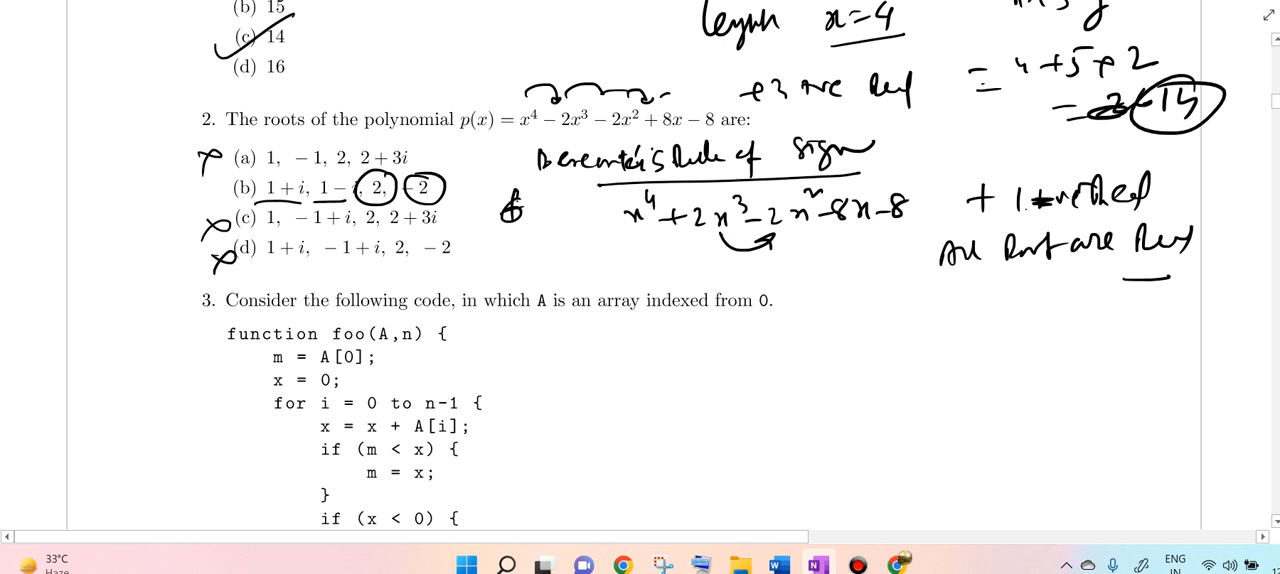 (b) 15
(c) 14
(d) 16
x=4
= 4+5+2
= 14
+3
2. The roots of the polynomial p(x) = x⁴ − 2x³ − 2x² + 8x − 8 are:
(a) 1, −1, 2, 2 + 3i
(b) 1 + i, 1 − i, 2, −2
(c) 1, −1 + i, 2, 2 + 3i
(d) 1 + i, −1 + i, 2, −2
Rule of Sign
x⁴+2x³-2x²-8x-8
All Root are
3. Consider the following code, in which A is an array indexed from 0.
function foo(A,n) {
m = A[0];
x = 0;
for i = 0 to n-1 {
x = x + A[i];
if (m < x) {
m = x;
}
if (x < 0) {
33°C
Haze
ENG
IN